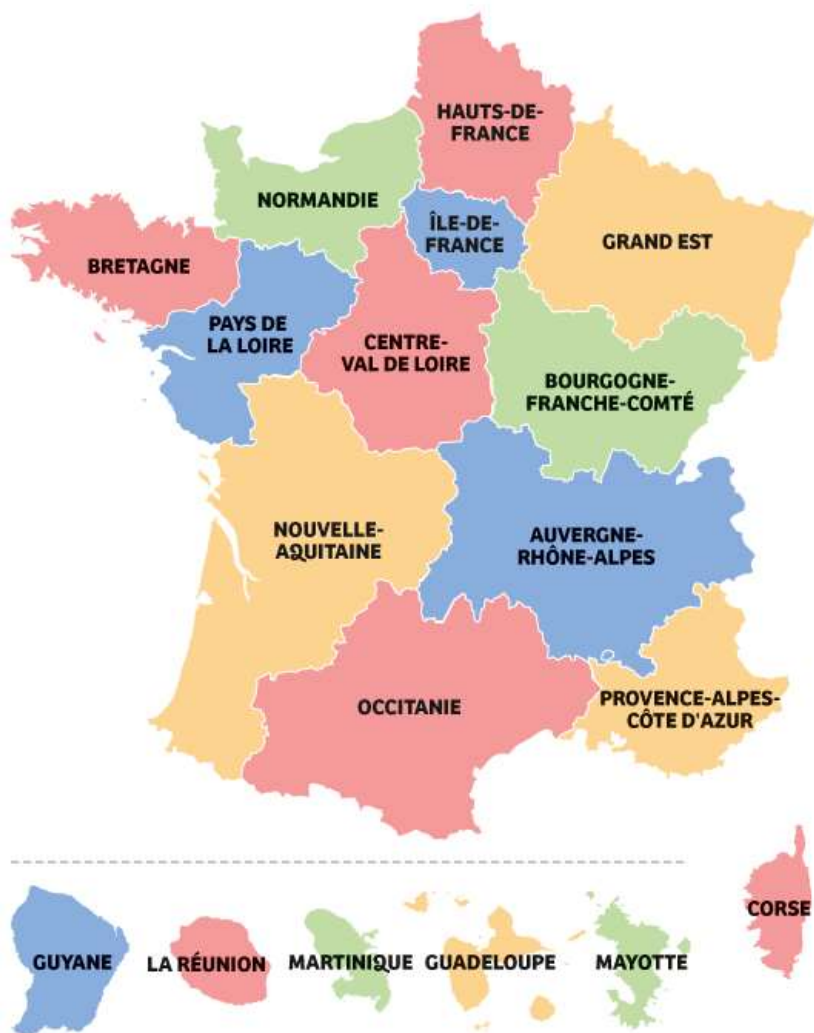 HAUTS-DE-
FRANCE
NORMANDIE
ÎLE-DE-
FRANCE
GRAND EST
BRETAGNE
PAYS DE
LA LOIRE
CENTRE-
VAL DE LOIRE
BOURGOGNE-
FRANCHE-COMTÉ
NOUVELLE-
AQUITAINE
AUVERGNE-
RHÔNE-ALPES
OCCITANIE
PROVENCE-ALPES-
CÔTE D'AZUR
CORSE
GUYANE
LA RÉUNION
MARTINIQUE
GUADELOUPE
MAYOTTE